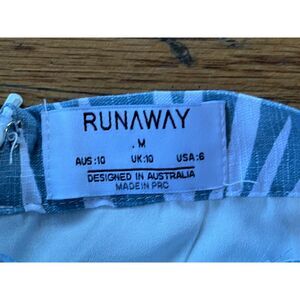 RUNAWAY
. M
AUS:10 UK:10 USA:6
DESIGNED IN AUSTRALIA
MADE IN PRC